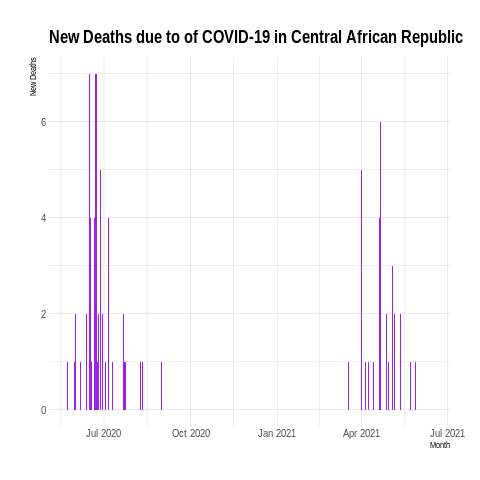 New Deaths due to of COVID-19 in Central African Republic
New Deaths
6
4
2
0
Jul 2020 Oct 2020 Jan 2021 Apr 2021 Jul 2021
Month